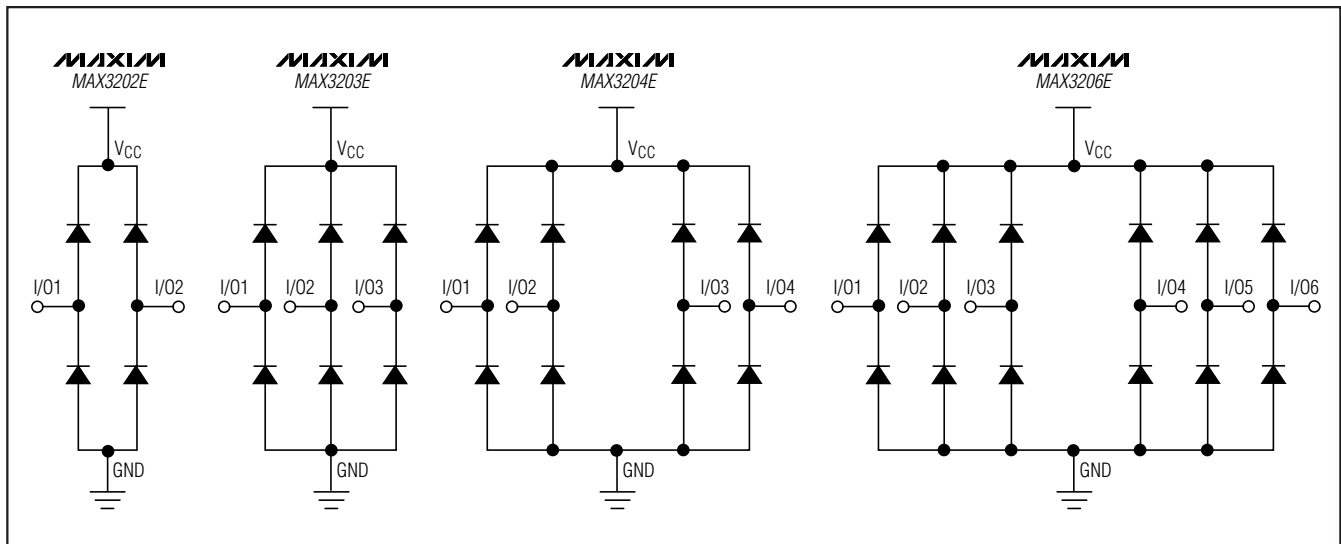 MAXIM
MAX3202E
VCC
I/O1
I/O2
GND
MAXIM
MAX3203E
VCC
I/O1
I/O2
I/O3
GND
MAXIM
MAX3204E
VCC
I/O1
I/O2
I/O3
I/O4
GND
MAXIM
MAX3206E
VCC
I/O1
I/O2
I/O3
I/O4
I/O5
I/O6
GND